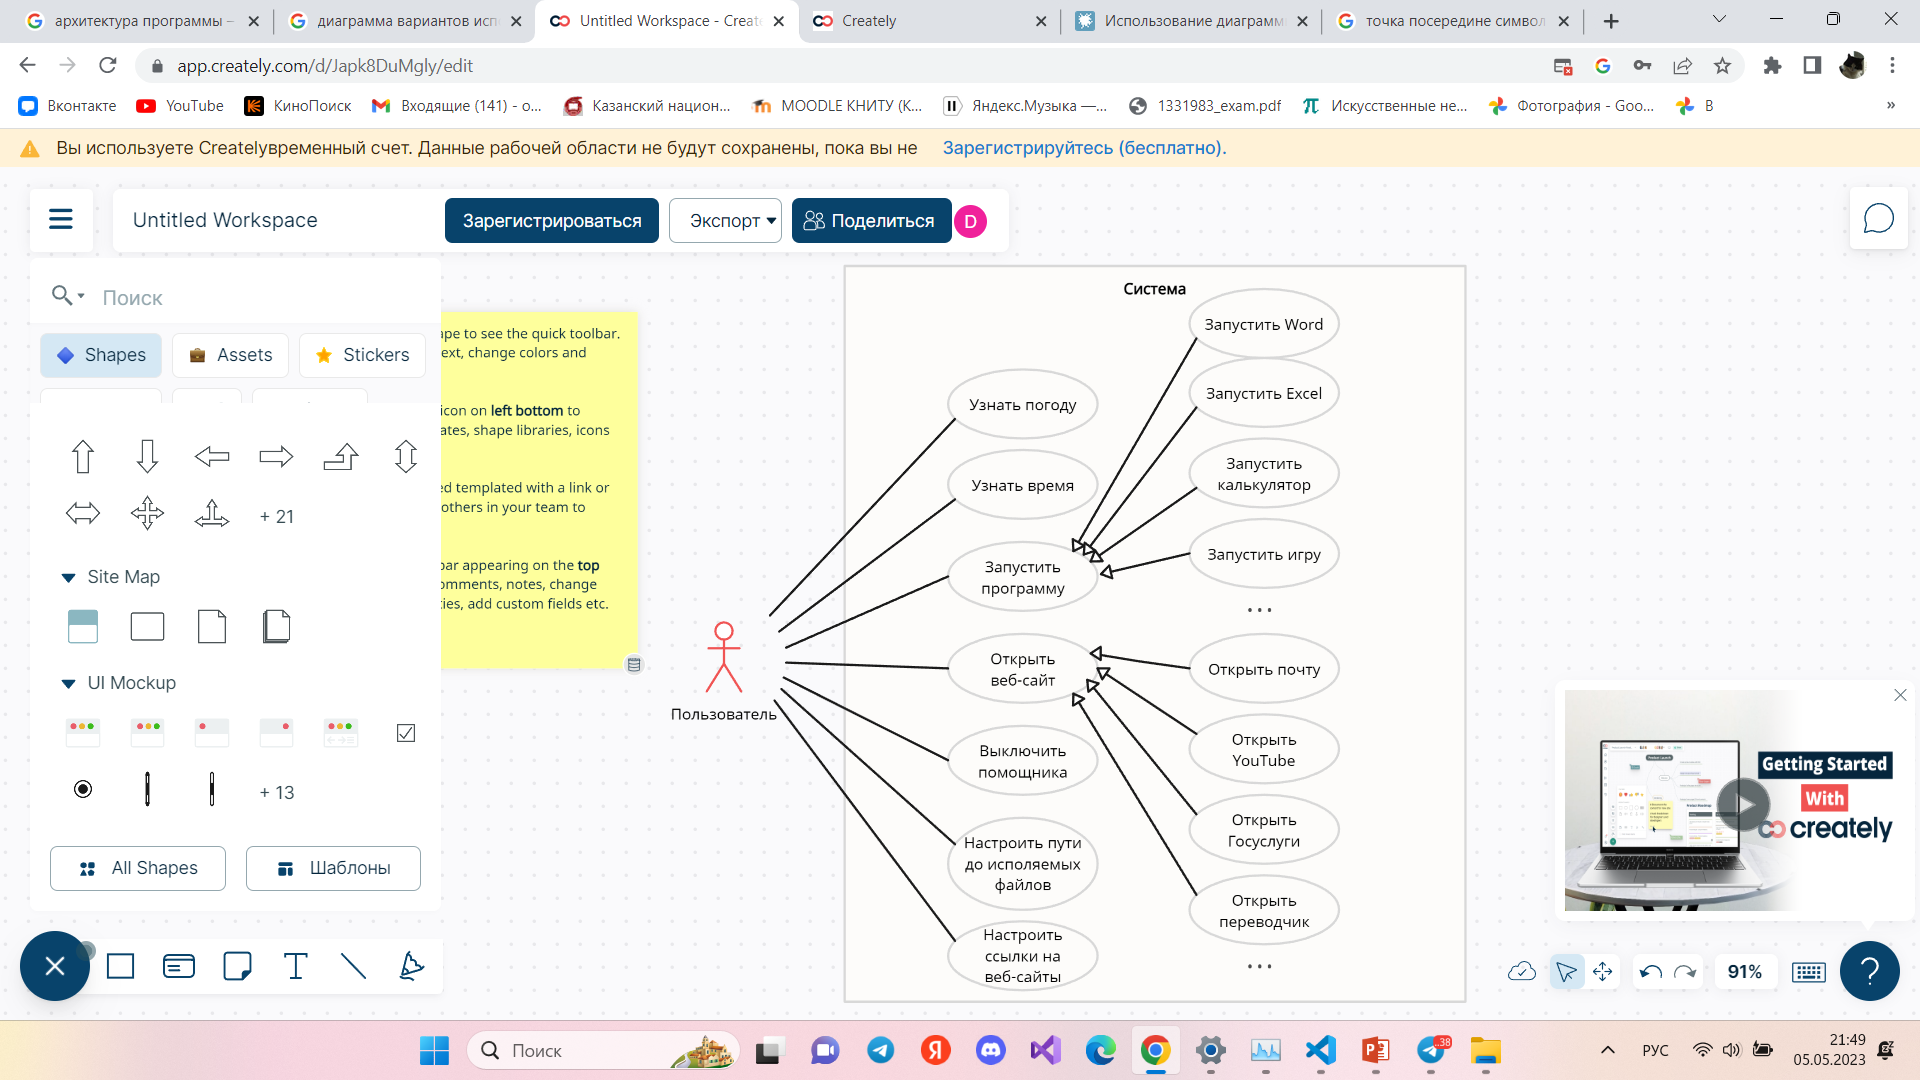 архитектура программы –
диаграмма вариантов исп
Untitled Workspace - Creat
Creately
Использование диаграмм
точка посередине символ
app.creately.com/d/Japk8DuMgly/edit
Вконтакте
YouTube
КиноПоиск
Входящие (141) - о...
Казанский национ...
MOODLE КНИТУ (К...
Яндекс.Музыка —...
1331983_exam.pdf
Искусственные не...
Фотография - Goo...
В
»
Вы используете Createlyвременный счет. Данные рабочей области не будут сохранены, пока вы не Зарегистрируйтесь (бесплатно).
Untitled Workspace
Зарегистрироваться
Экспорт
Поделиться
D
Поиск
Shapes
Assets
Stickers
+ 21
Site Map
UI Mockup
+ 13
All Shapes
Шаблоны
ape to see the quick toolbar.
ext, change colors and
icon on left bottom to
ates, shape libraries, icons
ed templated with a link or
others in your team to
bar appearing on the top
omments, notes, change
ties, add custom fields etc.
Пользователь
Система
Узнать погоду
Узнать время
Запустить
программу
Открыть
веб-сайт
Выключить
помощника
Настроить пути
до исполяемых
файлов
Настроить
ссылки на
веб-сайты
Запустить Word
Запустить Excel
Запустить
калькулятор
Запустить игру
...
Открыть почту
Открыть
YouTube
Открыть
Госуслуги
Открыть
переводчик
...
Getting Started
With
creately
91%
?
Поиск
38
РУС
21:49
05.05.2023